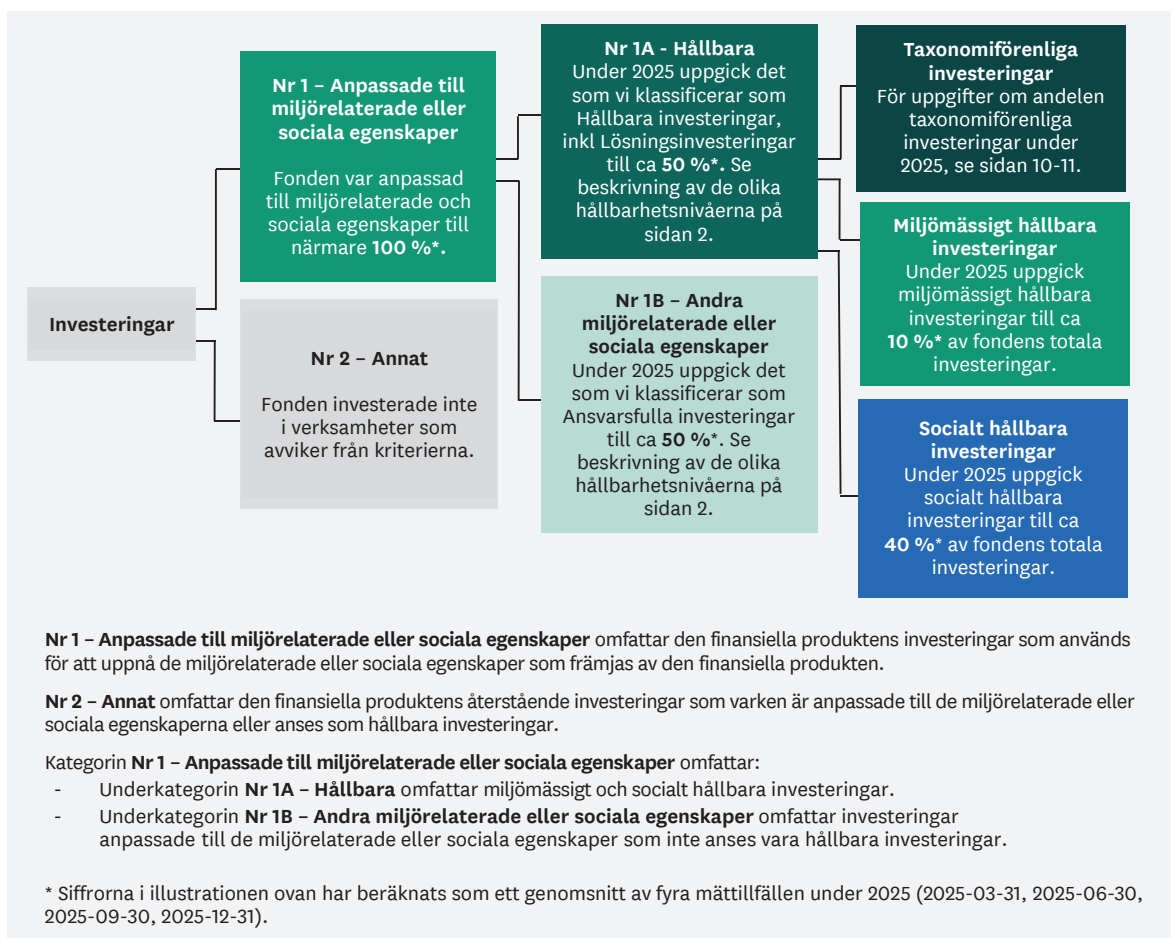 Investeringar
Nr 1 – Anpassade till
miljörelaterade eller
sociala egenskaper
Fonden var anpassad
till miljörelaterade och
sociala egenskaper till
närmare 100 %*.
Nr 2 – Annat
Fonden investerade inte
i verksamheter som
avviker från kriterierna.
Nr 1A - Hållbara
Under 2025 uppgick det
som vi klassificerar som
Hållbara investeringar,
inkl Lösningsinvesteringar
till ca 50 %*. Se
beskrivning av de olika
hållbarhetsnivåerna på
sidan 2.
Nr 1B – Andra
miljörelaterade eller
sociala egenskaper
Under 2025 uppgick det
som vi klassificerar som
Ansvarsfulla investeringar
till ca 50 %*. Se
beskrivning av de olika
hållbarhetsnivåerna på
sidan 2.
Taxonomiförenliga
investeringar
För uppgifter om andelen
taxonomiförenliga
investeringar under
2025, se sidan 10-11.
Miljömässigt hållbara
investeringar
Under 2025 uppgick
miljömässigt hållbara
investeringar till ca
10 %* av fondens totala
investeringar.
Socialt hållbara
investeringar
Under 2025 uppgick
socialt hållbara
investeringar till ca
40 %* av fondens totala
investeringar.
Nr 1 – Anpassade till miljörelaterade eller sociala egenskaper omfattar den finansiella produktens investeringar som används
för att uppnå de miljörelaterade eller sociala egenskaper som främjas av den finansiella produkten.
Nr 2 – Annat omfattar den finansiella produktens återstående investeringar som varken är anpassade till de miljörelaterade eller
sociala egenskaperna eller anses som hållbara investeringar.
Kategorin Nr 1 – Anpassade till miljörelaterade eller sociala egenskaper omfattar:
- Underkategorin Nr 1A – Hållbara omfattar miljömässigt och socialt hållbara investeringar.
- Underkategorin Nr 1B – Andra miljörelaterade eller sociala egenskaper omfattar investeringar
anpassade till de miljörelaterade eller sociala egenskaper som inte anses vara hållbara investeringar.
* Siffrorna i illustrationen ovan har beräknats som ett genomsnitt av fyra mättillfällen under 2025 (2025-03-31, 2025-06-30,
2025-09-30, 2025-12-31).